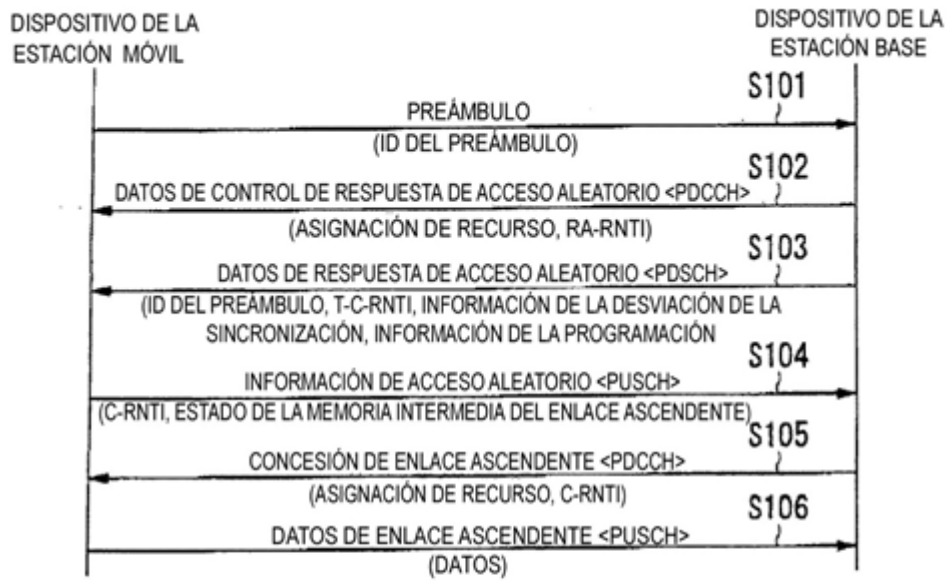 DISPOSITIVO DE LA
ESTACIÓN MÓVIL
DISPOSITIVO DE LA
ESTACIÓN BASE
S101
PREÁMBULO
(ID DEL PREÁMBULO)
S102
DATOS DE CONTROL DE RESPUESTA DE ACCESO ALEATORIO <PDCCH>
(ASIGNACIÓN DE RECURSO, RA-RNTI)
S103
DATOS DE RESPUESTA DE ACCESO ALEATORIO <PDSCH>
(ID DEL PREÁMBULO, T-C-RNTI, INFORMACIÓN DE LA DESVIACIÓN DE LA
SINCRONIZACIÓN, INFORMACIÓN DE LA PROGRAMACIÓN
S104
INFORMACIÓN DE ACCESO ALEATORIO <PUSCH>
(C-RNTI, ESTADO DE LA MEMORIA INTERMEDIA DEL ENLACE ASCENDENTE)
S105
CONCESIÓN DE ENLACE ASCENDENTE <PDCCH>
(ASIGNACIÓN DE RECURSO, C-RNTI)
S106
DATOS DE ENLACE ASCENDENTE <PUSCH>
(DATOS)